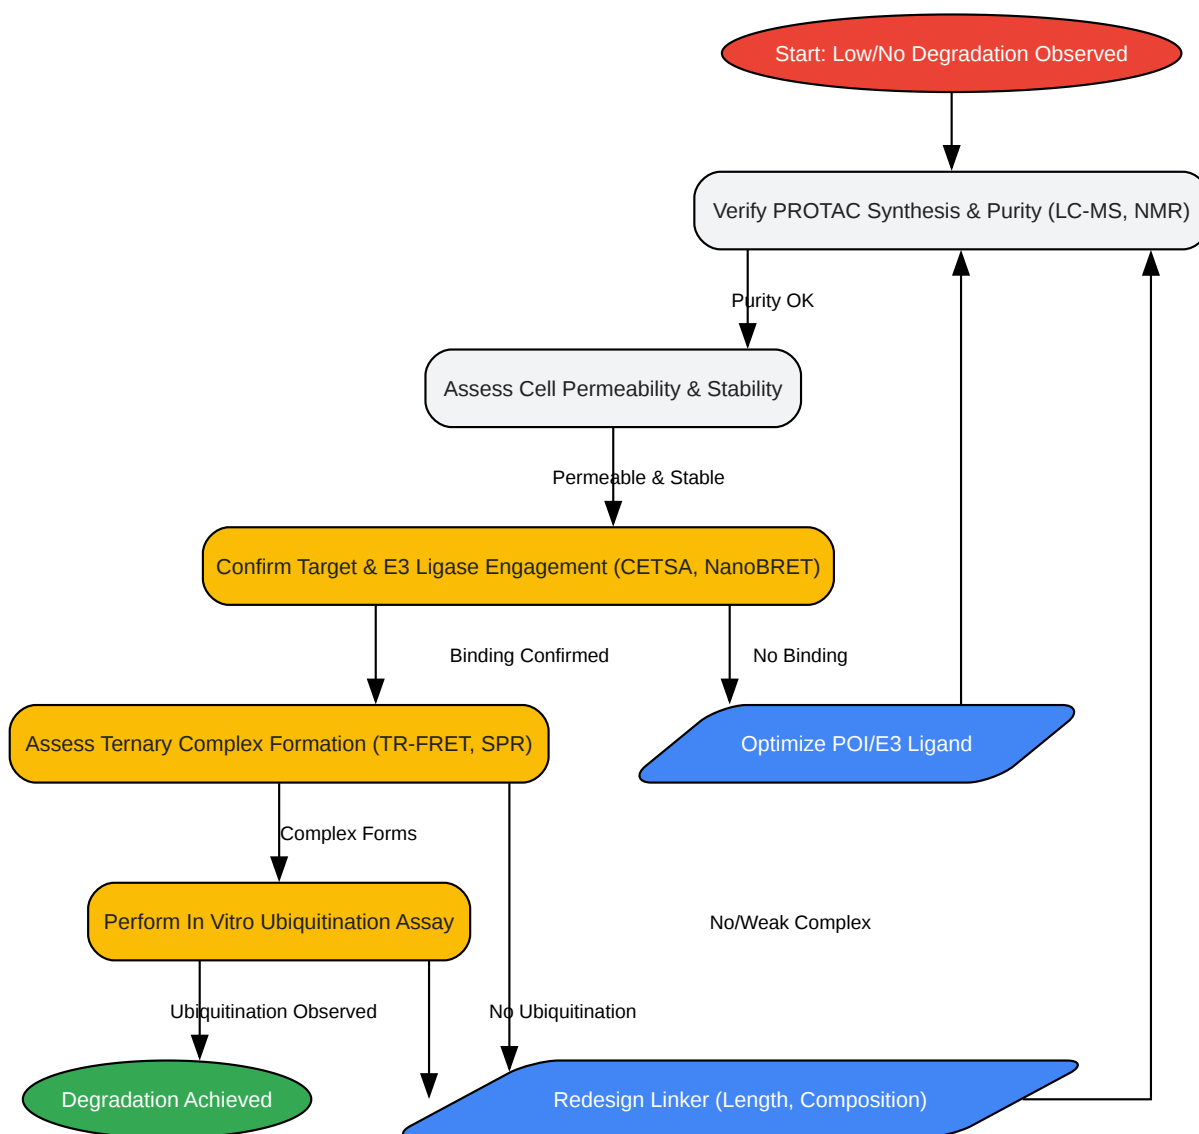 Start: Low/No Degradation Observed
Verify PROTAC Synthesis & Purity (LC-MS, NMR)
Purity OK
Assess Cell Permeability & Stability
Permeable & Stable
Confirm Target & E3 Ligase Engagement (CETSA, NanoBRET)
Binding Confirmed
No Binding
Assess Ternary Complex Formation (TR-FRET, SPR)
Optimize POI/E3 Ligand
Complex Forms
Perform In Vitro Ubiquitination Assay
No/Weak Complex
Ubiquitination Observed
No Ubiquitination
Degradation Achieved
Redesign Linker (Length, Composition)